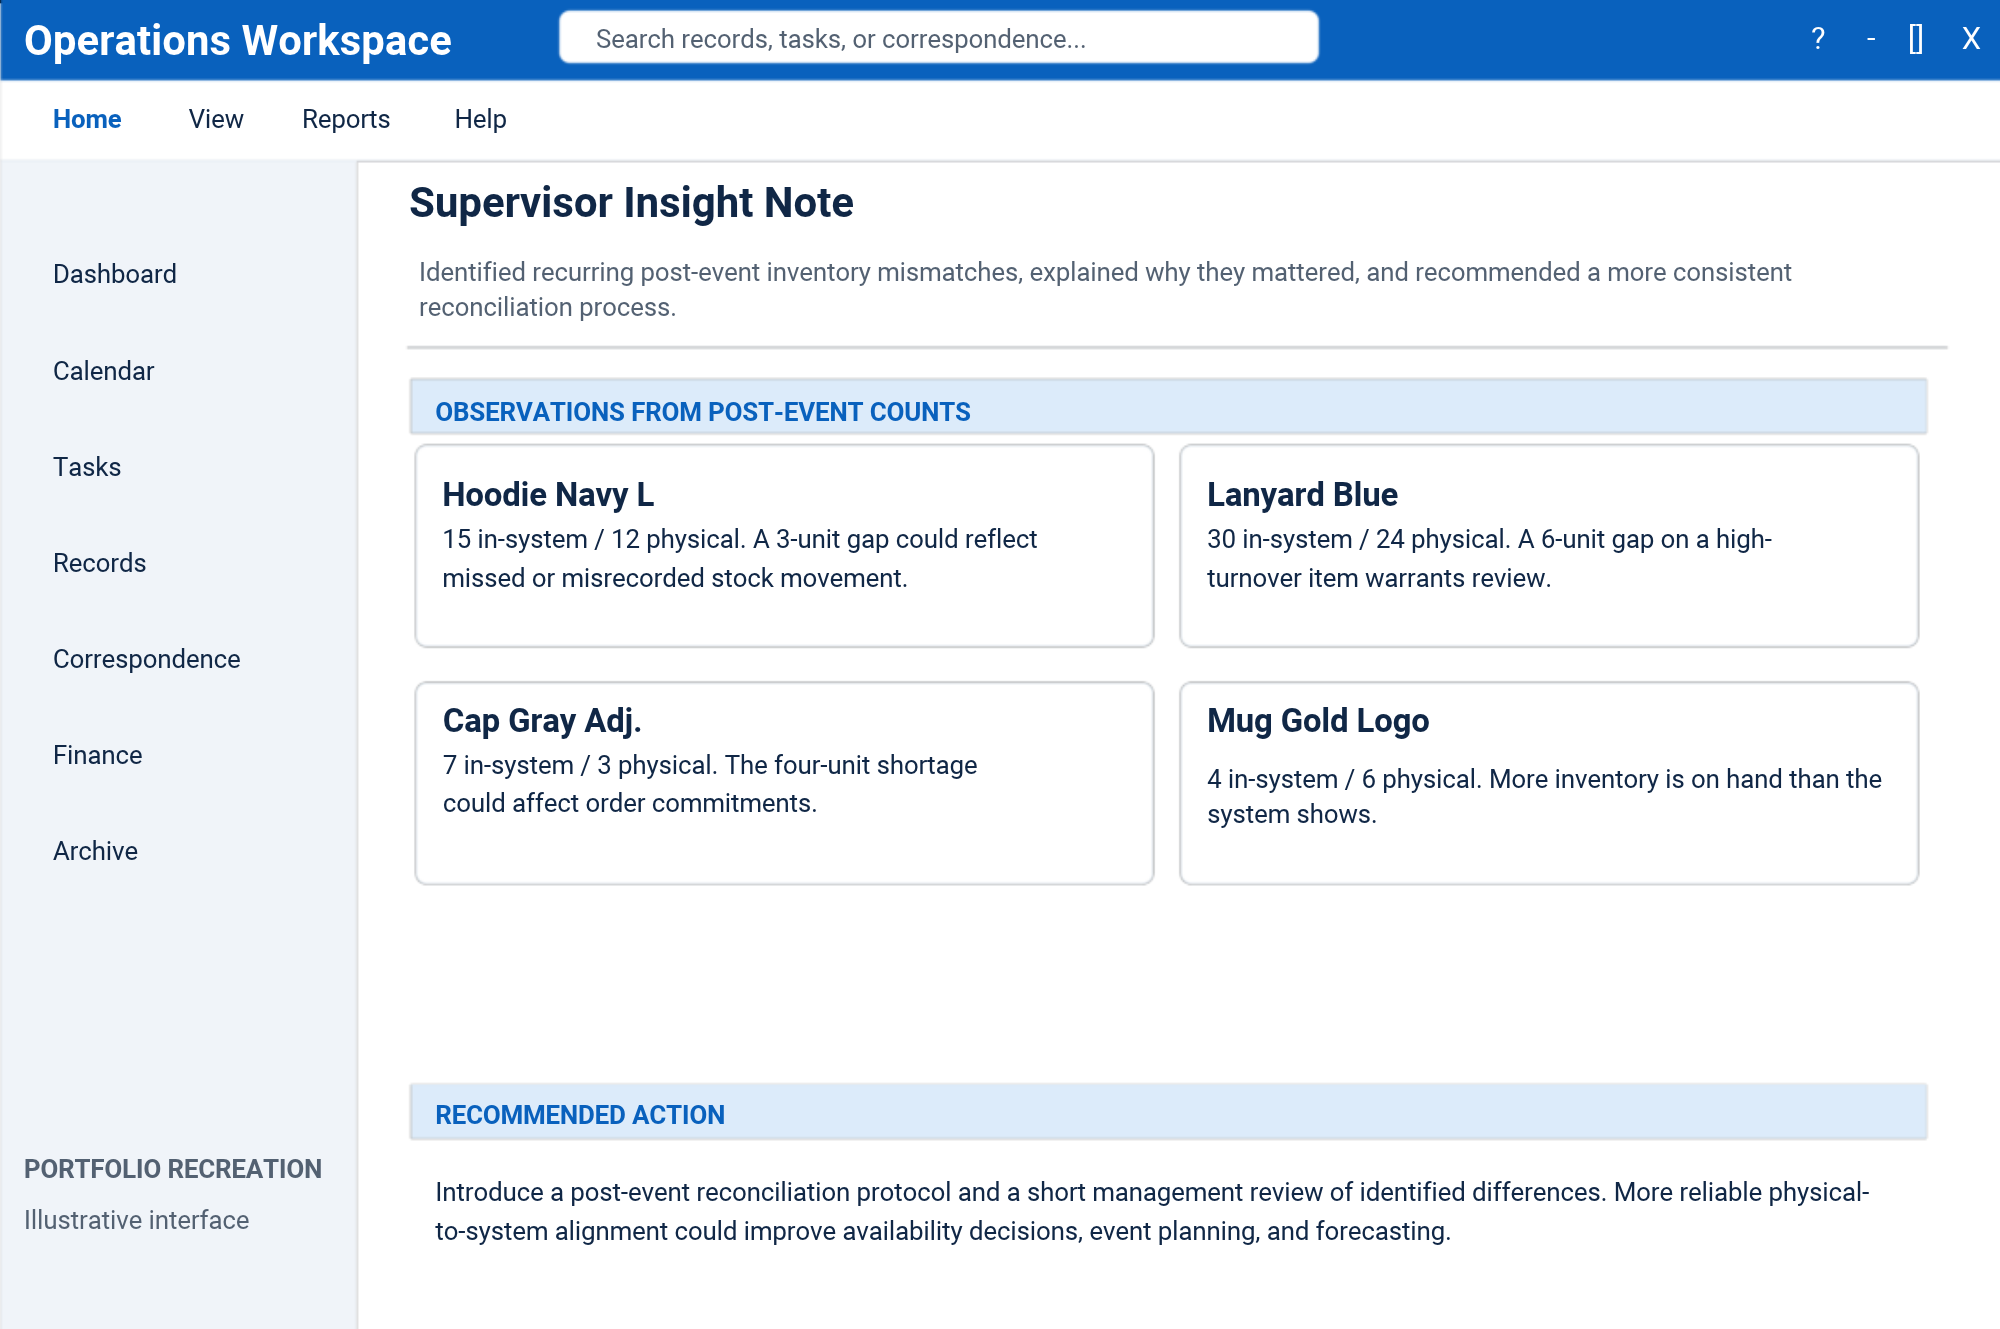 Operations Workspace
Search records, tasks, or correspondence...
? - [] X
Home View Reports Help
Dashboard
Calendar
Tasks
Records
Correspondence
Finance
Archive
PORTFOLIO RECREATION
Illustrative interface
Supervisor Insight Note
Identified recurring post-event inventory mismatches, explained why they mattered, and recommended a more consistent
reconciliation process.
OBSERVATIONS FROM POST-EVENT COUNTS
Hoodie Navy L
15 in-system / 12 physical. A 3-unit gap could reflect
missed or misrecorded stock movement.
Lanyard Blue
30 in-system / 24 physical. A 6-unit gap on a high-
turnover item warrants review.
Cap Gray Adj.
7 in-system / 3 physical. The four-unit shortage
could affect order commitments.
Mug Gold Logo
4 in-system / 6 physical. More inventory is on hand than the
system shows.
RECOMMENDED ACTION
Introduce a post-event reconciliation protocol and a short management review of identified differences. More reliable physical-
to-system alignment could improve availability decisions, event planning, and forecasting.